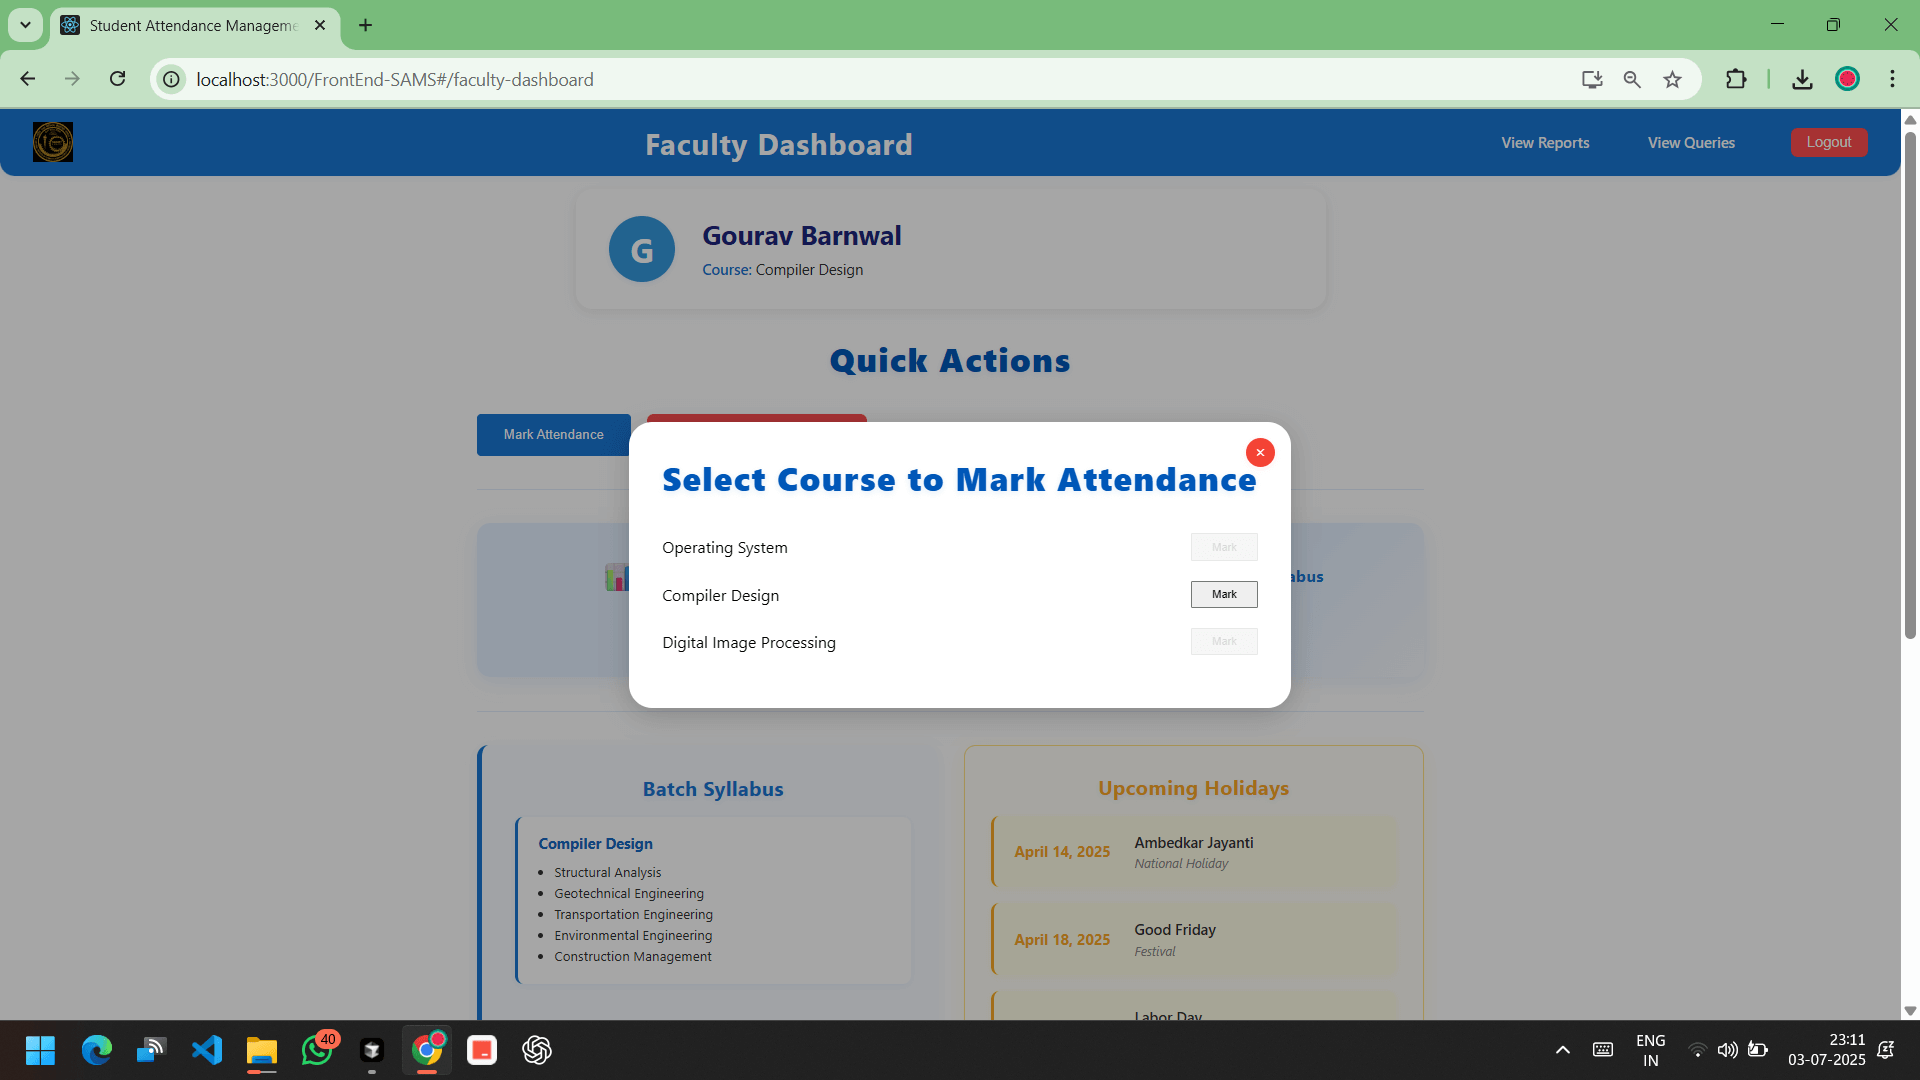 Student Attendance Manageme
localhost:3000/FrontEnd-SAMS#/faculty-dashboard
Faculty Dashboard
View Reports
View Queries
Logout
G
Gourav Barnwal
Course: Compiler Design
Quick Actions
Mark Attendance
Select Course to Mark Attendance
×
Operating System
Mark
Compiler Design
Mark
Digital Image Processing
Mark
abus
Batch Syllabus
Compiler Design
Structural Analysis
Geotechnical Engineering
Transportation Engineering
Environmental Engineering
Construction Management
Upcoming Holidays
April 14, 2025
Ambedkar Jayanti
National Holiday
April 18, 2025
Good Friday
Festival
Labor Day
40
ENG
IN
23:11
03-07-2025